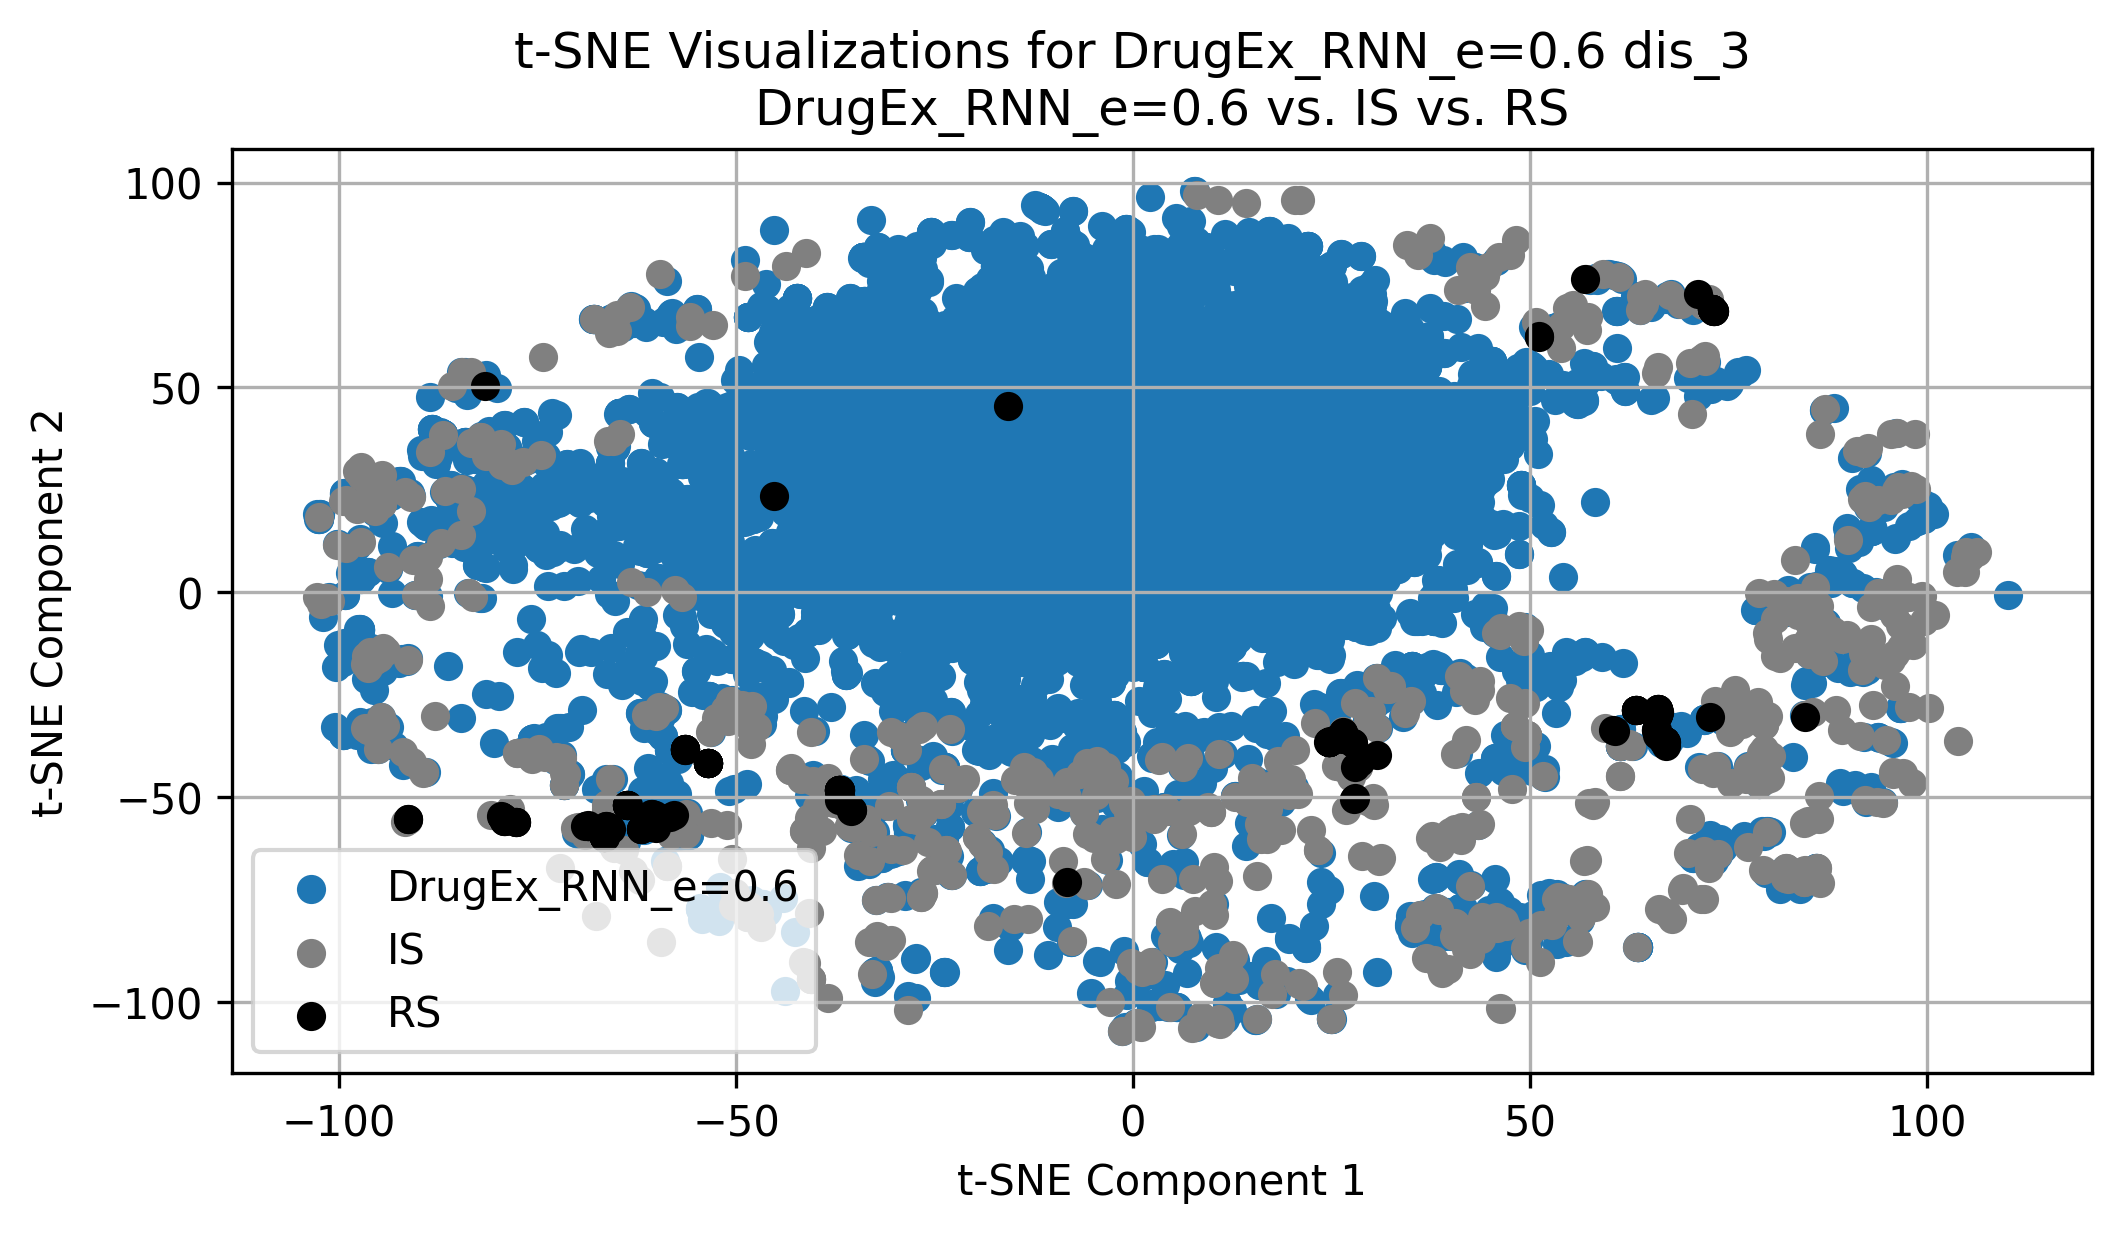 t-SNE Visualizations for DrugEx_RNN_e=0.6 dis_3
DrugEx_RNN_e=0.6 vs. IS vs. RS
100
50
0
−50
−100
t-SNE Component 2
DrugEx_RNN_e=0.6
IS
RS
−100
−50
0
50
100
t-SNE Component 1